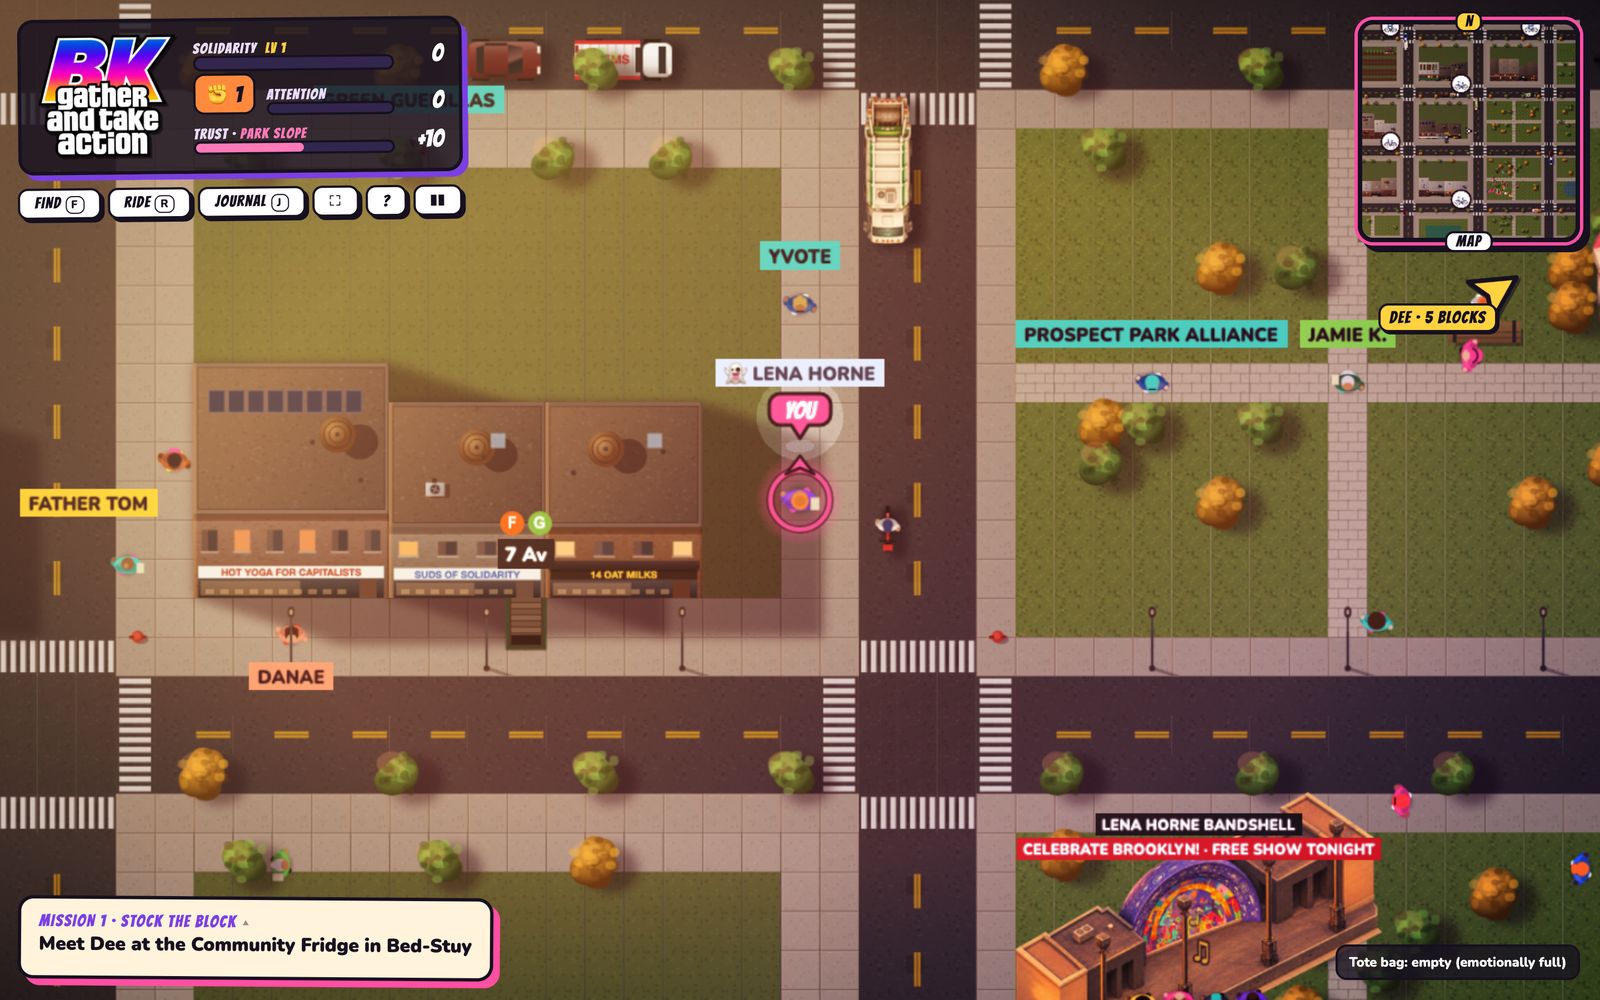 BK
gather
and take
action
SOLIDARITY LV 1
0
✊ 1
ATTENTION
0
TRUST · PARK SLOPE
+10
FIND F
RIDE R
JOURNAL J
?
N
MAP
DEE · 5 BLOCKS
YVOTE
PROSPECT PARK ALLIANCE
JAMIE K.
👻 LENA HORNE
YOU
FATHER TOM
F G
7 Av
HOT YOGA FOR CAPITALISTS
SUDS OF SOLIDARITY
14 OAT MILKS
DANAE
LENA HORNE BANDSHELL
CELEBRATE BROOKLYN! · FREE SHOW TONIGHT
MISSION 1 · STOCK THE BLOCK
Meet Dee at the Community Fridge in Bed-Stuy
Tote bag: empty (emotionally full)